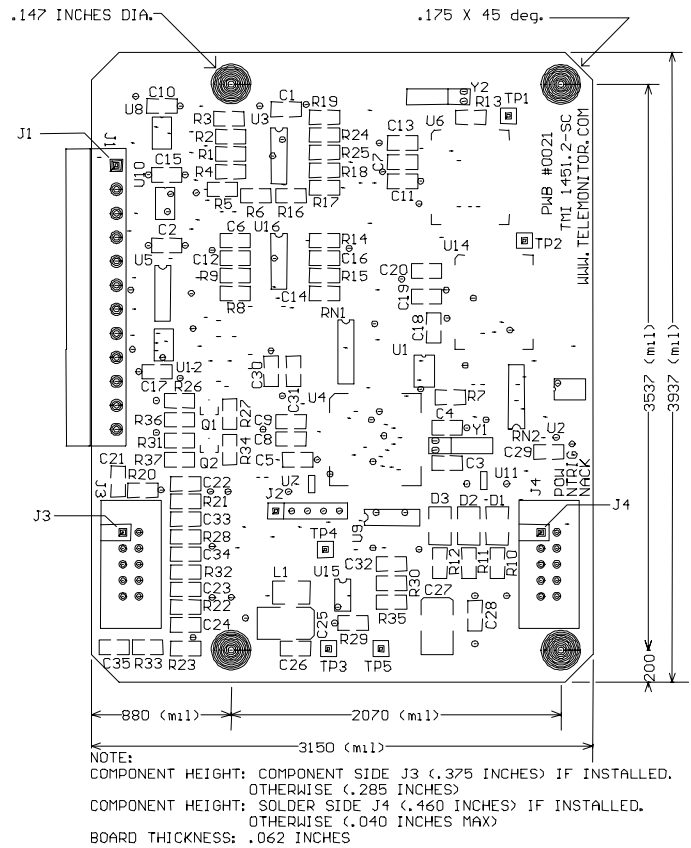 .147 INCHES DIA.
.175 X 45 deg.
C10
U8
C1
R19
Y2
R13
TP1
R3
U3
U6
J1
J1
R2
R24
C13
R1
R25
C7
R4
R18
C11
U10
C15
R5
R6
R16
R17
PWB #0021
TMI 1451.2-SC
WWW.TELEMONITOR.COM
C6
U16
R14
U14
TP2
C2
C12
C16
U5
R9
R15
C20
R8
C14
C19
RN1
C18
U12
C30
C31
U1
C17
R26
U4
R7
R36
Q1
R27
C9
C4
R31
C8
Y1
RN2
U2
R37
Q2
R34
C5
C3
C29
C21
R20
U7
U11
POW
NTRIG
NACK
J3
C22
J2
D3
D2
D1
J4
R21
J3
C33
TP4
U9
J4
R28
C34
C32
R12
R11
R10
R32
L1
U15
R30
C23
C27
R22
R35
C28
C24
C25
R29
C35
R33
R23
C26
TP3
TP5
3537 (mil)
3937 (mil)
200
880 (mil)
2070 (mil)
3150 (mil)
NOTE:
COMPONENT HEIGHT: COMPONENT SIDE J3 (.375 INCHES) IF INSTALLED.
OTHERWISE (.285 INCHES)
COMPONENT HEIGHT: SOLDER SIDE J4 (.460 INCHES) IF INSTALLED.
OTHERWISE (.040 INCHES MAX)
BOARD THICKNESS: .062 INCHES